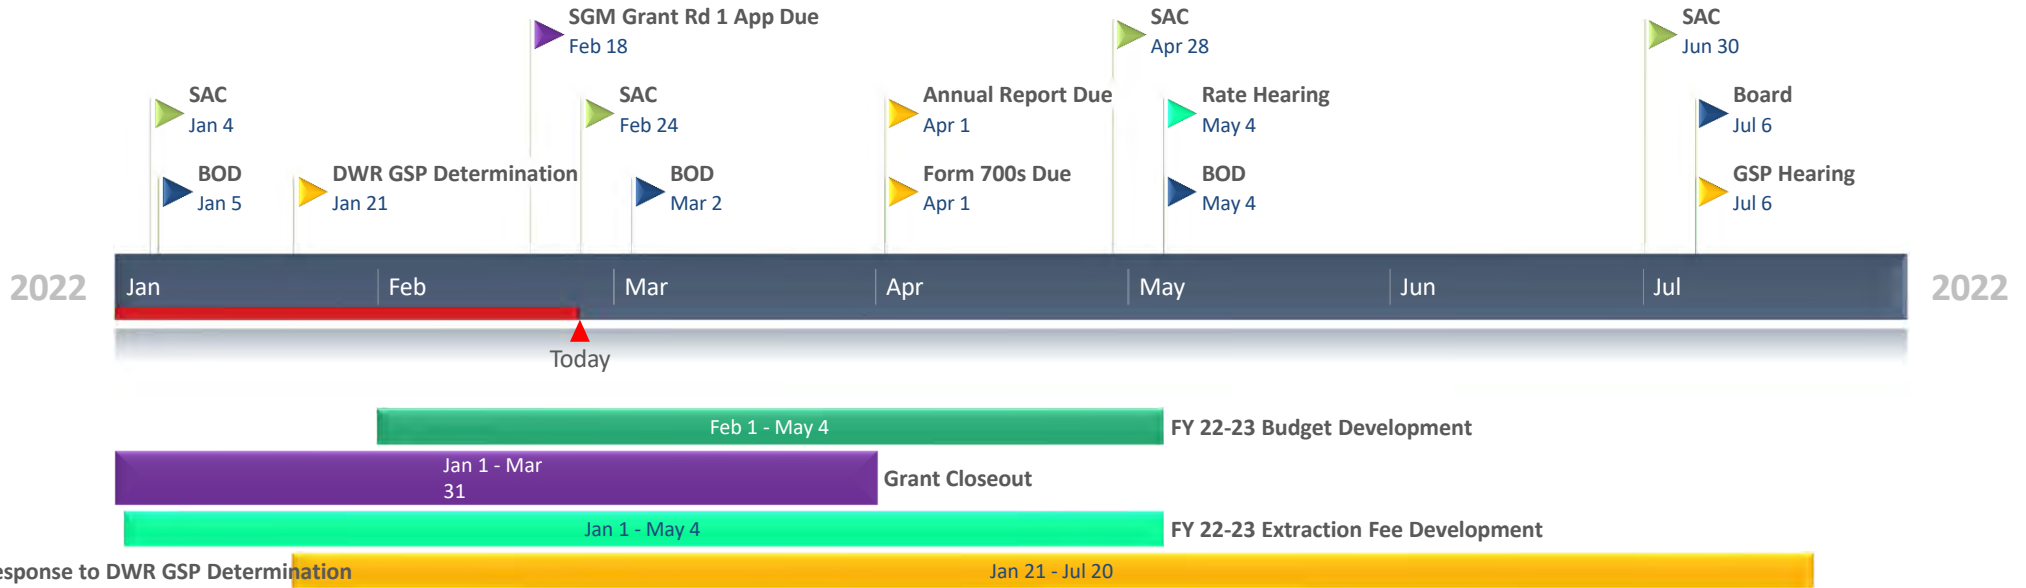 SGM Grant Rd 1 App Due
Feb 18
SAC
Apr 28
SAC
Jun 30
SAC
Jan 4
SAC
Feb 24
Annual Report Due
Apr 1
Rate Hearing
May 4
Board
Jul 6
BOD
Jan 5
DWR GSP Determination
Jan 21
BOD
Mar 2
Form 700s Due
Apr 1
BOD
May 4
GSP Hearing
Jul 6
2022
Jan
Feb
Mar
Apr
May
Jun
Jul
2022
Today
Feb 1 - May 4
FY 22-23 Budget Development
Jan 1 - Mar
31
Grant Closeout
Jan 1 - May 4
FY 22-23 Extraction Fee Development
esponse to DWR GSP Determination
Jan 21 - Jul 20